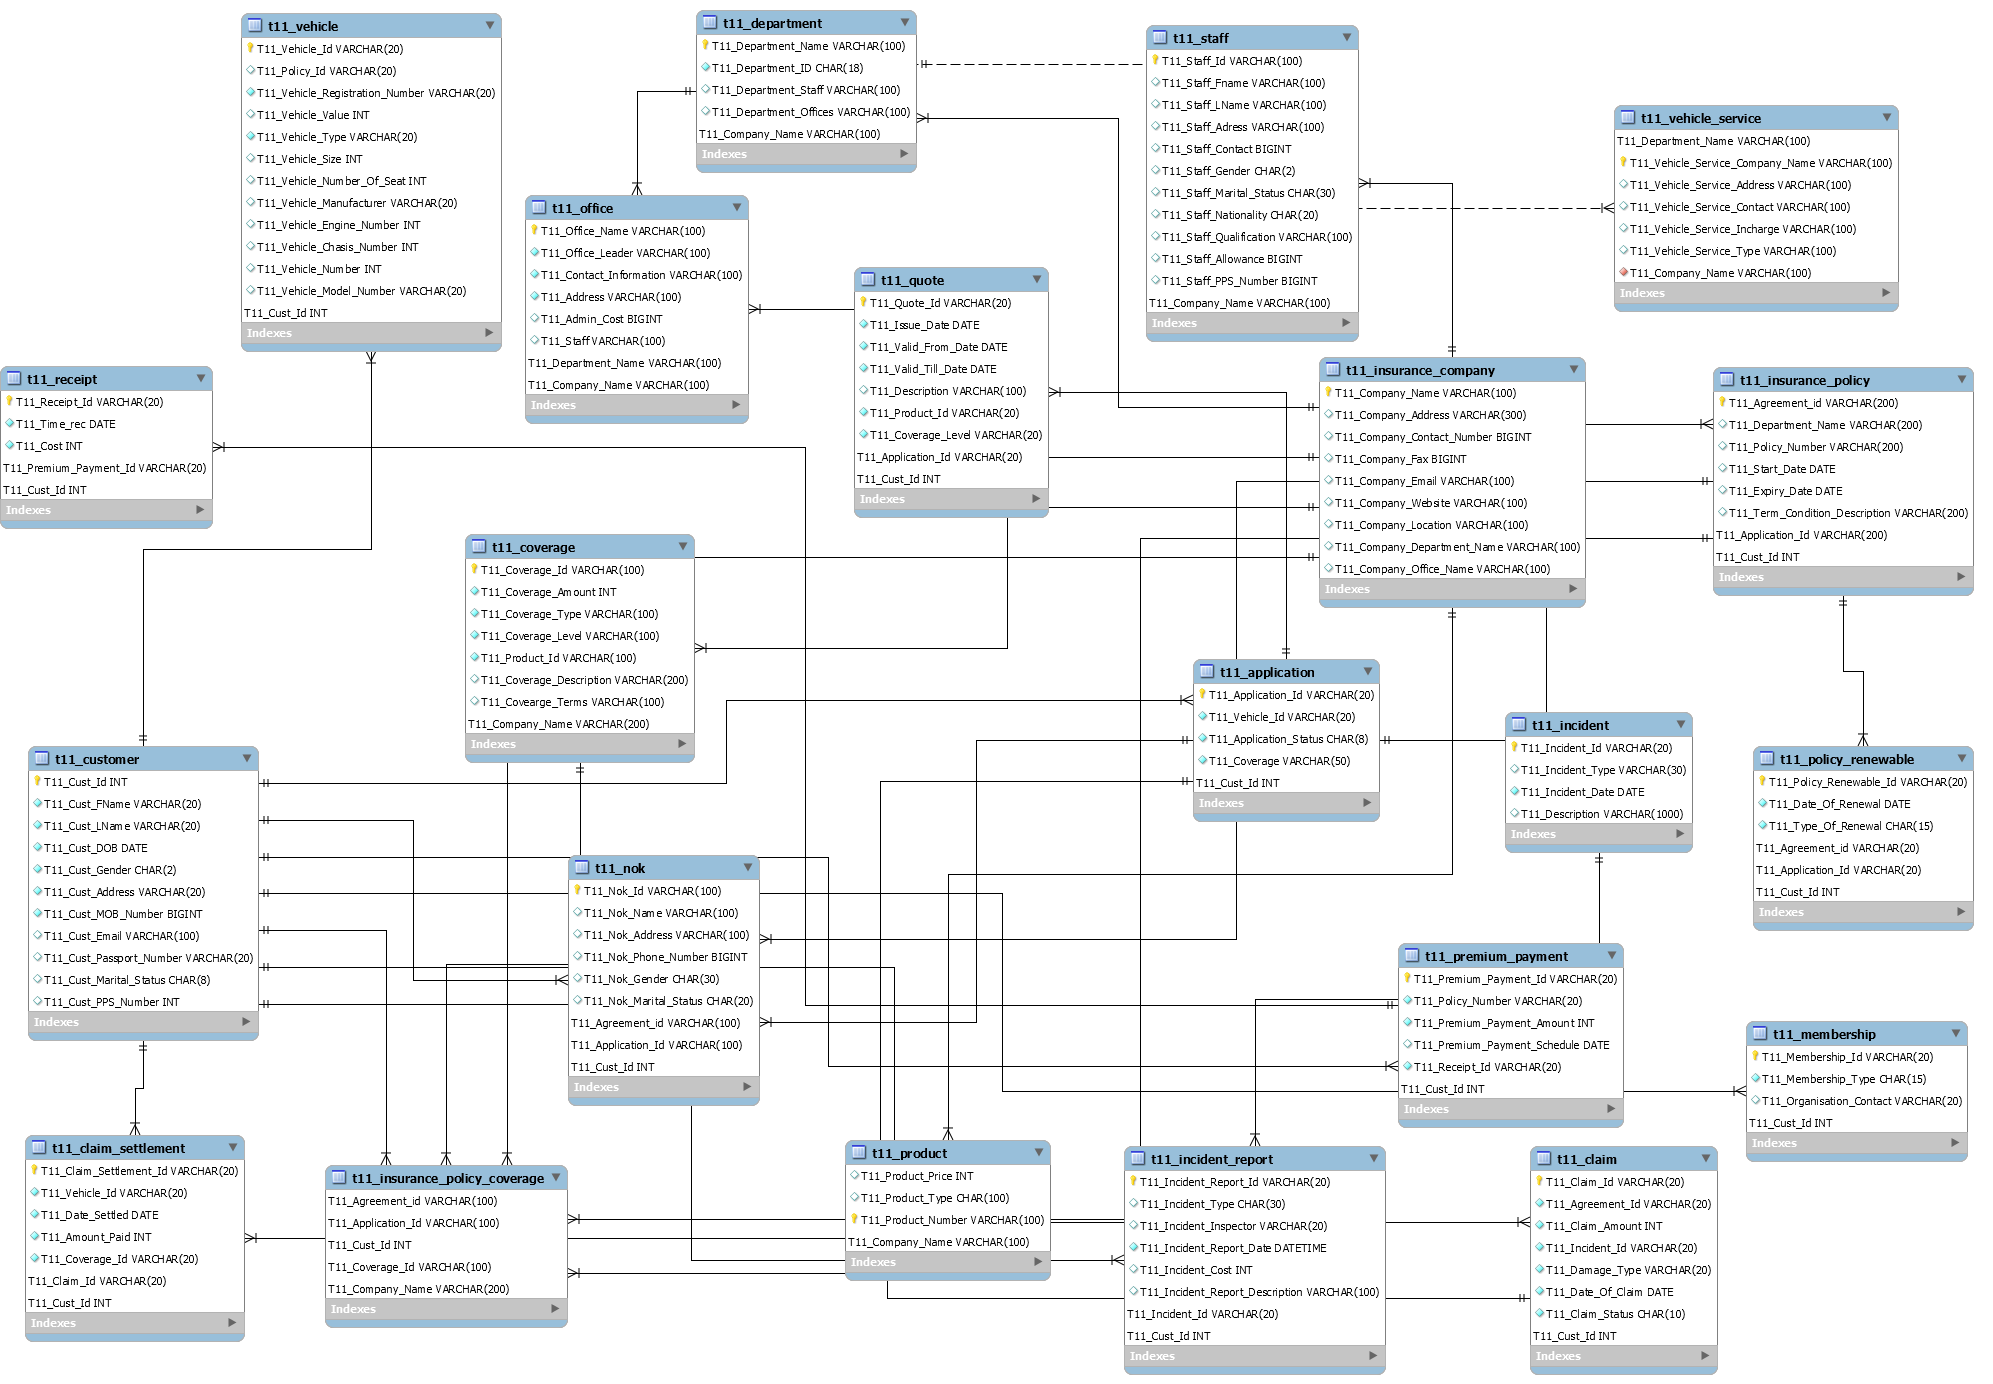 t11_vehicle
T11_Vehicle_Id VARCHAR(20)
T11_Policy_Id VARCHAR(20)
T11_Vehicle_Registration_Number VARCHAR(20)
T11_Vehicle_Value INT
T11_Vehicle_Type VARCHAR(20)
T11_Vehicle_Size INT
T11_Vehicle_Number_Of_Seat INT
T11_Vehicle_Manufacturer VARCHAR(20)
T11_Vehicle_Engine_Number INT
T11_Vehicle_Chasis_Number INT
T11_Vehicle_Number INT
T11_Vehicle_Model_Number VARCHAR(20)
T11_Cust_Id INT
Indexes
t11_department
T11_Department_Name VARCHAR(100)
T11_Department_ID CHAR(18)
T11_Department_Staff VARCHAR(100)
T11_Department_Offices VARCHAR(100)
T11_Company_Name VARCHAR(100)
Indexes
t11_staff
T11_Staff_Id VARCHAR(100)
T11_Staff_Fname VARCHAR(100)
T11_Staff_LName VARCHAR(100)
T11_Staff_Adress VARCHAR(100)
T11_Staff_Contact BIGINT
T11_Staff_Gender CHAR(2)
T11_Staff_Marital_Status CHAR(30)
T11_Staff_Nationality CHAR(20)
T11_Staff_Qualification VARCHAR(100)
T11_Staff_Allowance BIGINT
T11_Staff_PPS_Number BIGINT
T11_Company_Name VARCHAR(100)
Indexes
t11_vehicle_service
T11_Department_Name VARCHAR(100)
T11_Vehicle_Service_Company_Name VARCHAR(100)
T11_Vehicle_Service_Address VARCHAR(100)
T11_Vehicle_Service_Contact VARCHAR(100)
T11_Vehicle_Service_Incharge VARCHAR(100)
T11_Vehicle_Service_Type VARCHAR(100)
T11_Company_Name VARCHAR(100)
Indexes
t11_office
T11_Office_Name VARCHAR(100)
T11_Office_Leader VARCHAR(100)
T11_Contact_Information VARCHAR(100)
T11_Address VARCHAR(100)
T11_Admin_Cost BIGINT
T11_Staff VARCHAR(100)
T11_Department_Name VARCHAR(100)
T11_Company_Name VARCHAR(100)
Indexes
t11_quote
T11_Quote_Id VARCHAR(20)
T11_Issue_Date DATE
T11_Valid_From_Date DATE
T11_Valid_Till_Date DATE
T11_Description VARCHAR(100)
T11_Product_Id VARCHAR(20)
T11_Coverage_Level VARCHAR(20)
T11_Application_Id VARCHAR(20)
T11_Cust_Id INT
Indexes
t11_receipt
T11_Receipt_Id VARCHAR(20)
T11_Time_rec DATE
T11_Cost INT
T11_Premium_Payment_Id VARCHAR(20)
T11_Cust_Id INT
Indexes
t11_insurance_company
T11_Company_Name VARCHAR(100)
T11_Company_Address VARCHAR(300)
T11_Company_Contact_Number BIGINT
T11_Company_Fax BIGINT
T11_Company_Email VARCHAR(100)
T11_Company_Website VARCHAR(100)
T11_Company_Location VARCHAR(100)
T11_Company_Department_Name VARCHAR(100)
T11_Company_Office_Name VARCHAR(100)
Indexes
t11_insurance_policy
T11_Agreement_id VARCHAR(200)
T11_Department_Name VARCHAR(200)
T11_Policy_Number VARCHAR(200)
T11_Start_Date DATE
T11_Expiry_Date DATE
T11_Term_Condition_Description VARCHAR(200)
T11_Application_Id VARCHAR(200)
T11_Cust_Id INT
Indexes
t11_coverage
T11_Coverage_Id VARCHAR(100)
T11_Coverage_Amount INT
T11_Coverage_Type VARCHAR(100)
T11_Coverage_Level VARCHAR(100)
T11_Product_Id VARCHAR(100)
T11_Coverage_Description VARCHAR(200)
T11_Covearge_Terms VARCHAR(100)
T11_Company_Name VARCHAR(200)
Indexes
t11_application
T11_Application_Id VARCHAR(20)
T11_Vehicle_Id VARCHAR(20)
T11_Application_Status CHAR(8)
T11_Coverage VARCHAR(50)
T11_Cust_Id INT
Indexes
t11_incident
T11_Incident_Id VARCHAR(20)
T11_Incident_Type VARCHAR(30)
T11_Incident_Date DATE
T11_Description VARCHAR(1000)
Indexes
t11_policy_renewable
T11_Policy_Renewable_Id VARCHAR(20)
T11_Date_Of_Renewal DATE
T11_Type_Of_Renewal CHAR(15)
T11_Agreement_id VARCHAR(20)
T11_Application_Id VARCHAR(20)
T11_Cust_Id INT
Indexes
t11_customer
T11_Cust_Id INT
T11_Cust_FName VARCHAR(20)
T11_Cust_LName VARCHAR(20)
T11_Cust_DOB DATE
T11_Cust_Gender CHAR(2)
T11_Cust_Address VARCHAR(20)
T11_Cust_MOB_Number BIGINT
T11_Cust_Email VARCHAR(100)
T11_Cust_Passport_Number VARCHAR(20)
T11_Cust_Marital_Status CHAR(8)
T11_Cust_PPS_Number INT
Indexes
t11_nok
T11_Nok_Id VARCHAR(100)
T11_Nok_Name VARCHAR(100)
T11_Nok_Address VARCHAR(100)
T11_Nok_Phone_Number BIGINT
T11_Nok_Gender CHAR(30)
T11_Nok_Marital_Status CHAR(20)
T11_Agreement_id VARCHAR(100)
T11_Application_Id VARCHAR(100)
T11_Cust_Id INT
Indexes
t11_premium_payment
T11_Premium_Payment_Id VARCHAR(20)
T11_Policy_Number VARCHAR(20)
T11_Premium_Payment_Amount INT
T11_Premium_Payment_Schedule DATE
T11_Receipt_Id VARCHAR(20)
T11_Cust_Id INT
Indexes
t11_membership
T11_Membership_Id VARCHAR(20)
T11_Membership_Type CHAR(15)
T11_Organisation_Contact VARCHAR(20)
T11_Cust_Id INT
Indexes
t11_claim_settlement
T11_Claim_Settlement_Id VARCHAR(20)
T11_Vehicle_Id VARCHAR(20)
T11_Date_Settled DATE
T11_Amount_Paid INT
T11_Coverage_Id VARCHAR(20)
T11_Claim_Id VARCHAR(20)
T11_Cust_Id INT
Indexes
t11_insurance_policy_coverage
T11_Agreement_id VARCHAR(100)
T11_Application_Id VARCHAR(100)
T11_Cust_Id INT
T11_Coverage_Id VARCHAR(100)
T11_Company_Name VARCHAR(200)
Indexes
t11_product
T11_Product_Price INT
T11_Product_Type CHAR(100)
T11_Product_Number VARCHAR(100)
T11_Company_Name VARCHAR(100)
Indexes
t11_incident_report
T11_Incident_Report_Id VARCHAR(20)
T11_Incident_Type CHAR(30)
T11_Incident_Inspector VARCHAR(20)
T11_Incident_Report_Date DATETIME
T11_Incident_Cost INT
T11_Incident_Report_Description VARCHAR(100)
T11_Incident_Id VARCHAR(20)
T11_Cust_Id INT
Indexes
t11_claim
T11_Claim_Id VARCHAR(20)
T11_Agreement_Id VARCHAR(20)
T11_Claim_Amount INT
T11_Incident_Id VARCHAR(20)
T11_Damage_Type VARCHAR(20)
T11_Date_Of_Claim DATE
T11_Claim_Status CHAR(10)
T11_Cust_Id INT
Indexes